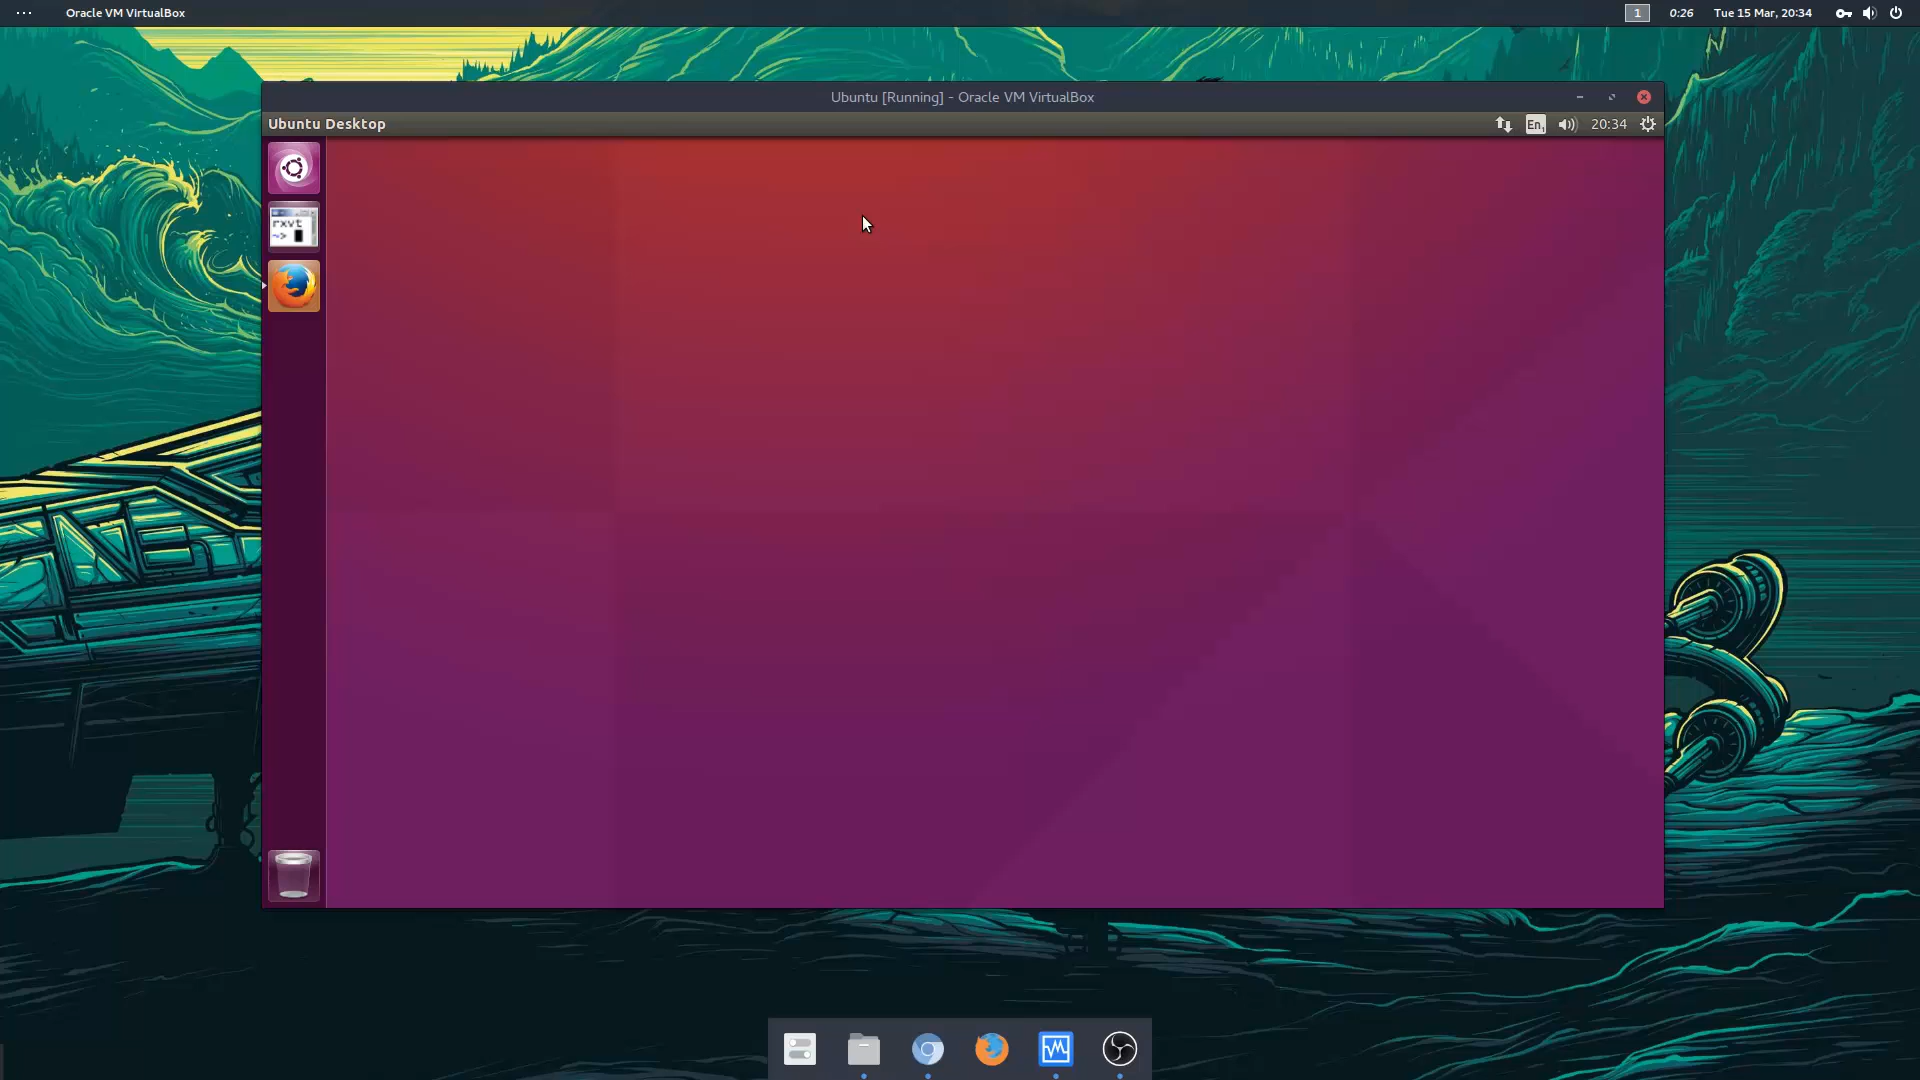 Oracle VM VirtualBox
1
0:26
Tue 15 Mar, 20:34
Ubuntu [Running] - Oracle VM VirtualBox
Ubuntu Desktop
En1
20:34
rxvt
~>